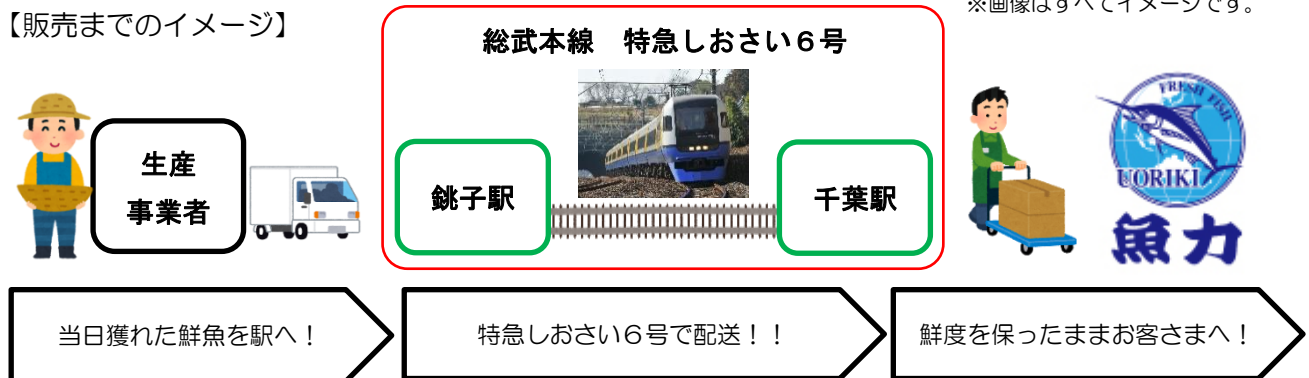 ※画像はすべてイメージです。
【販売までのイメージ】
総武本線　特急しおさい６号
生産
事業者
銚子駅
千葉駅
FRESH FISH
UORIKI
魚力
当日獲れた鮮魚を駅へ！
特急しおさい６号で配送！！
鮮度を保ったままお客さまへ！